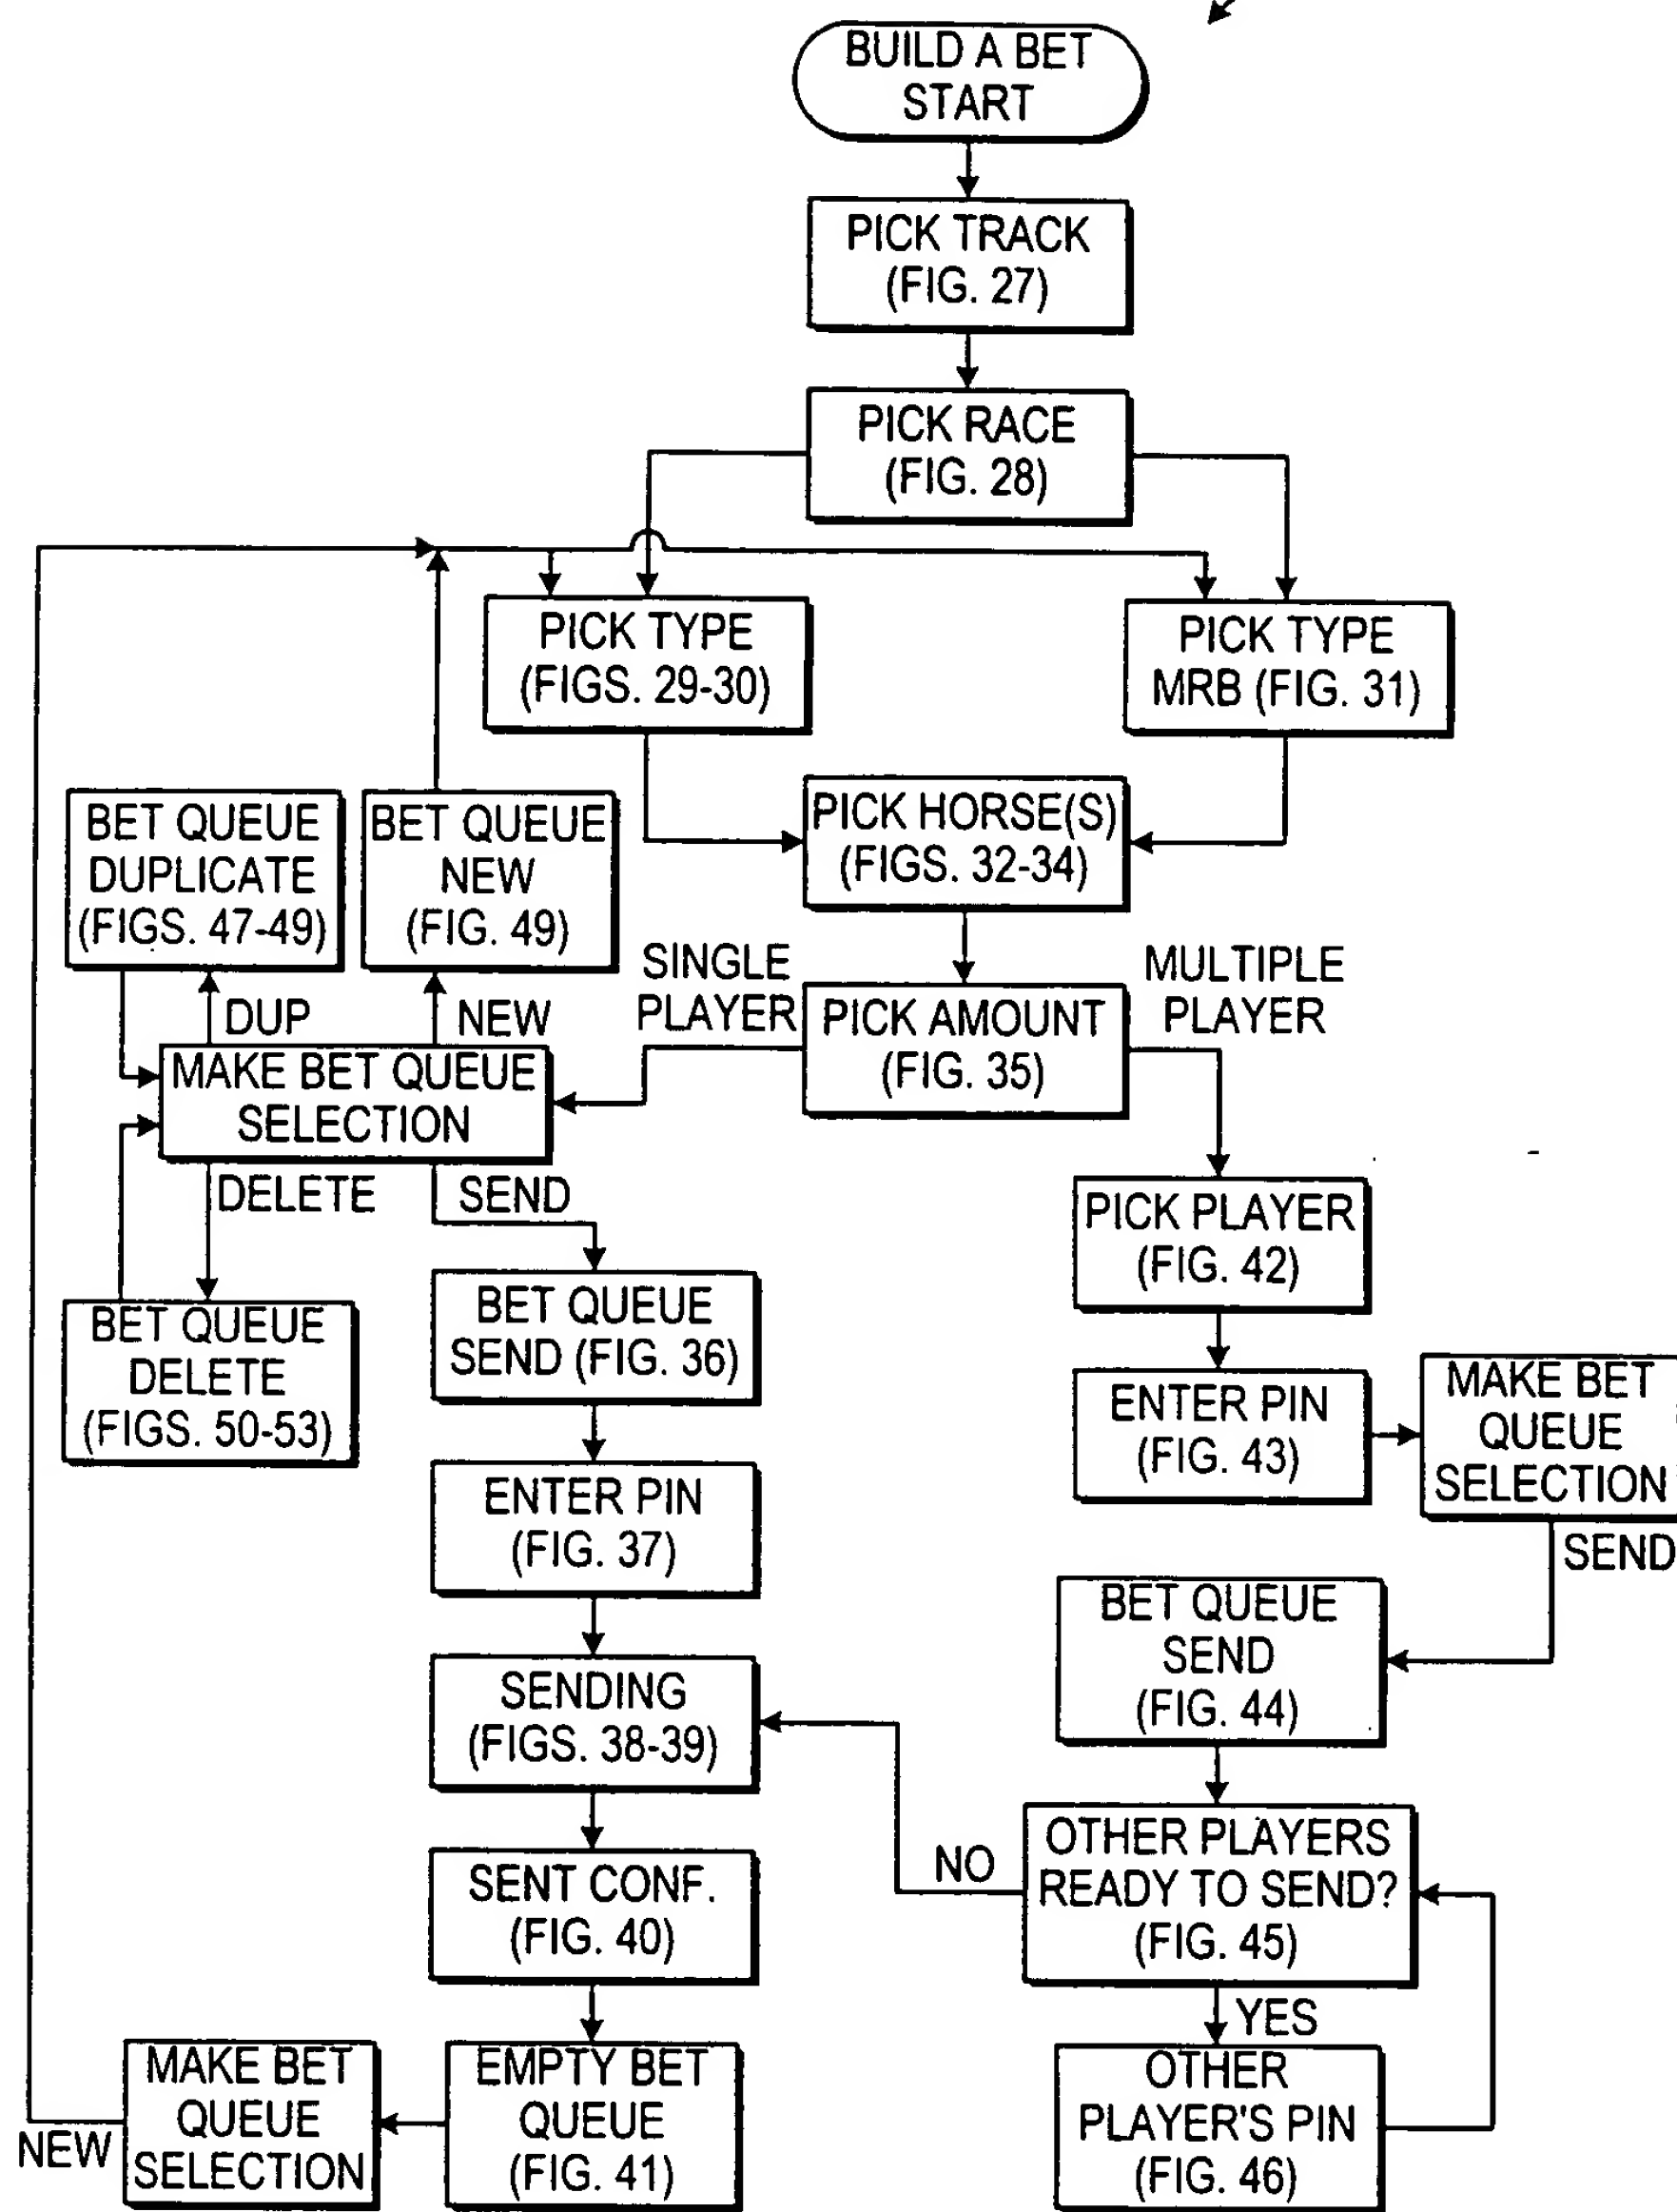 BUILD A BET
START
PICK TRACK
(FIG. 27)
PICK RACE
(FIG. 28)
PICK TYPE
(FIGS. 29-30)
PICK TYPE
MRB (FIG. 31)
BET QUEUE
DUPLICATE
(FIGS. 47-49)
BET QUEUE
NEW
(FIG. 49)
PICK HORSE(S)
(FIGS. 32-34)
SINGLE
PLAYER
MULTIPLE
PLAYER
DUP
NEW
PICK AMOUNT
(FIG. 35)
MAKE BET QUEUE
SELECTION
DELETE
SEND
PICK PLAYER
(FIG. 42)
BET QUEUE
DELETE
(FIGS. 50-53)
BET QUEUE
SEND (FIG. 36)
ENTER PIN
(FIG. 43)
MAKE BET
QUEUE
SELECTION
SEND
ENTER PIN
(FIG. 37)
BET QUEUE
SEND
(FIG. 44)
SENDING
(FIGS. 38-39)
NO
OTHER PLAYERS
READY TO SEND?
(FIG. 45)
SENT CONF.
(FIG. 40)
YES
NEW
MAKE BET
QUEUE
SELECTION
EMPTY BET
QUEUE
(FIG. 41)
OTHER
PLAYER'S PIN
(FIG. 46)